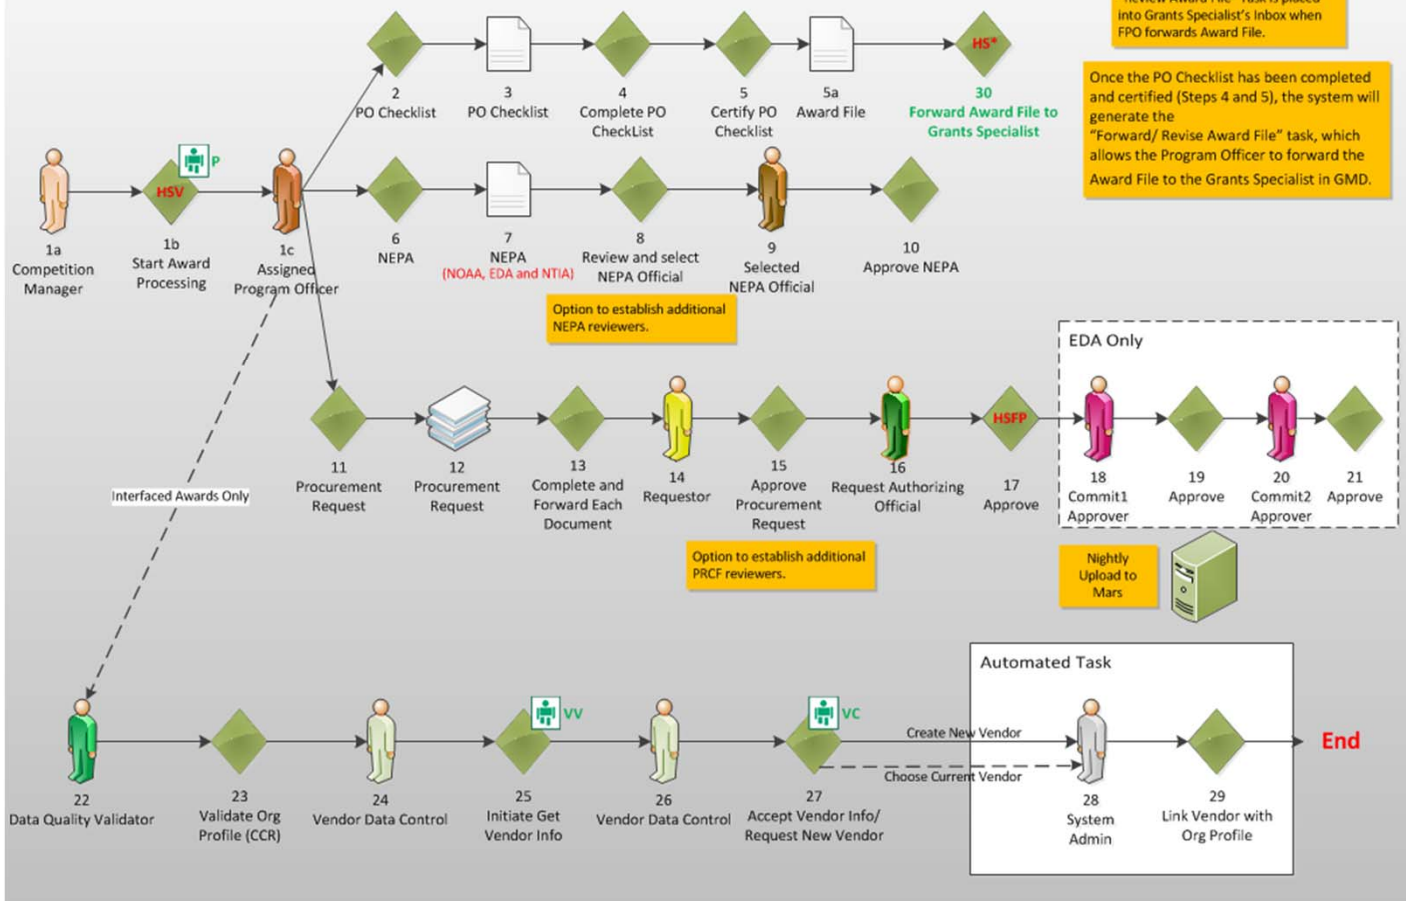 "Review Award File" Task is placed
into Grants Specialist's Inbox when
FPO forwards Award File.
Once the PO Checklist has been completed
and certified (Steps 4 and 5), the system will
generate the
"Forward/ Revise Award File" task, which
allows the Program Officer to forward the
Award File to the Grants Specialist in GMD.
HS*
2
PO Checklist
3
PO Checklist
4
Complete PO
CheckList
5
Certify PO
Checklist
5a
Award File
30
Forward Award File to
Grants Specialist
P
HSV
1a
Competition
Manager
1b
Start Award
Processing
1c
Assigned
Program Officer
6
NEPA
7
NEPA
(NOAA, EDA and NTIA)
8
Review and select
NEPA Official
9
Selected
NEPA Official
10
Approve NEPA
Option to establish additional
NEPA reviewers.
EDA Only
HSFP
11
Procurement
Request
12
Procurement
Request
13
Complete and
Forward Each
Document
14
Requestor
15
Approve
Procurement
Request
16
Request Authorizing
Official
17
Approve
18
Commit1
Approver
19
Approve
20
Commit2
Approver
21
Approve
Interfaced Awards Only
Option to establish additional
PRCF reviewers.
Nightly
Upload to
Mars
Automated Task
VV
VC
Create New Vendor
Choose Current Vendor
End
22
Data Quality Validator
23
Validate Org
Profile (CCR)
24
Vendor Data Control
25
Initiate Get
Vendor Info
26
Vendor Data Control
27
Accept Vendor Info/
Request New Vendor
28
System
Admin
29
Link Vendor with
Org Profile